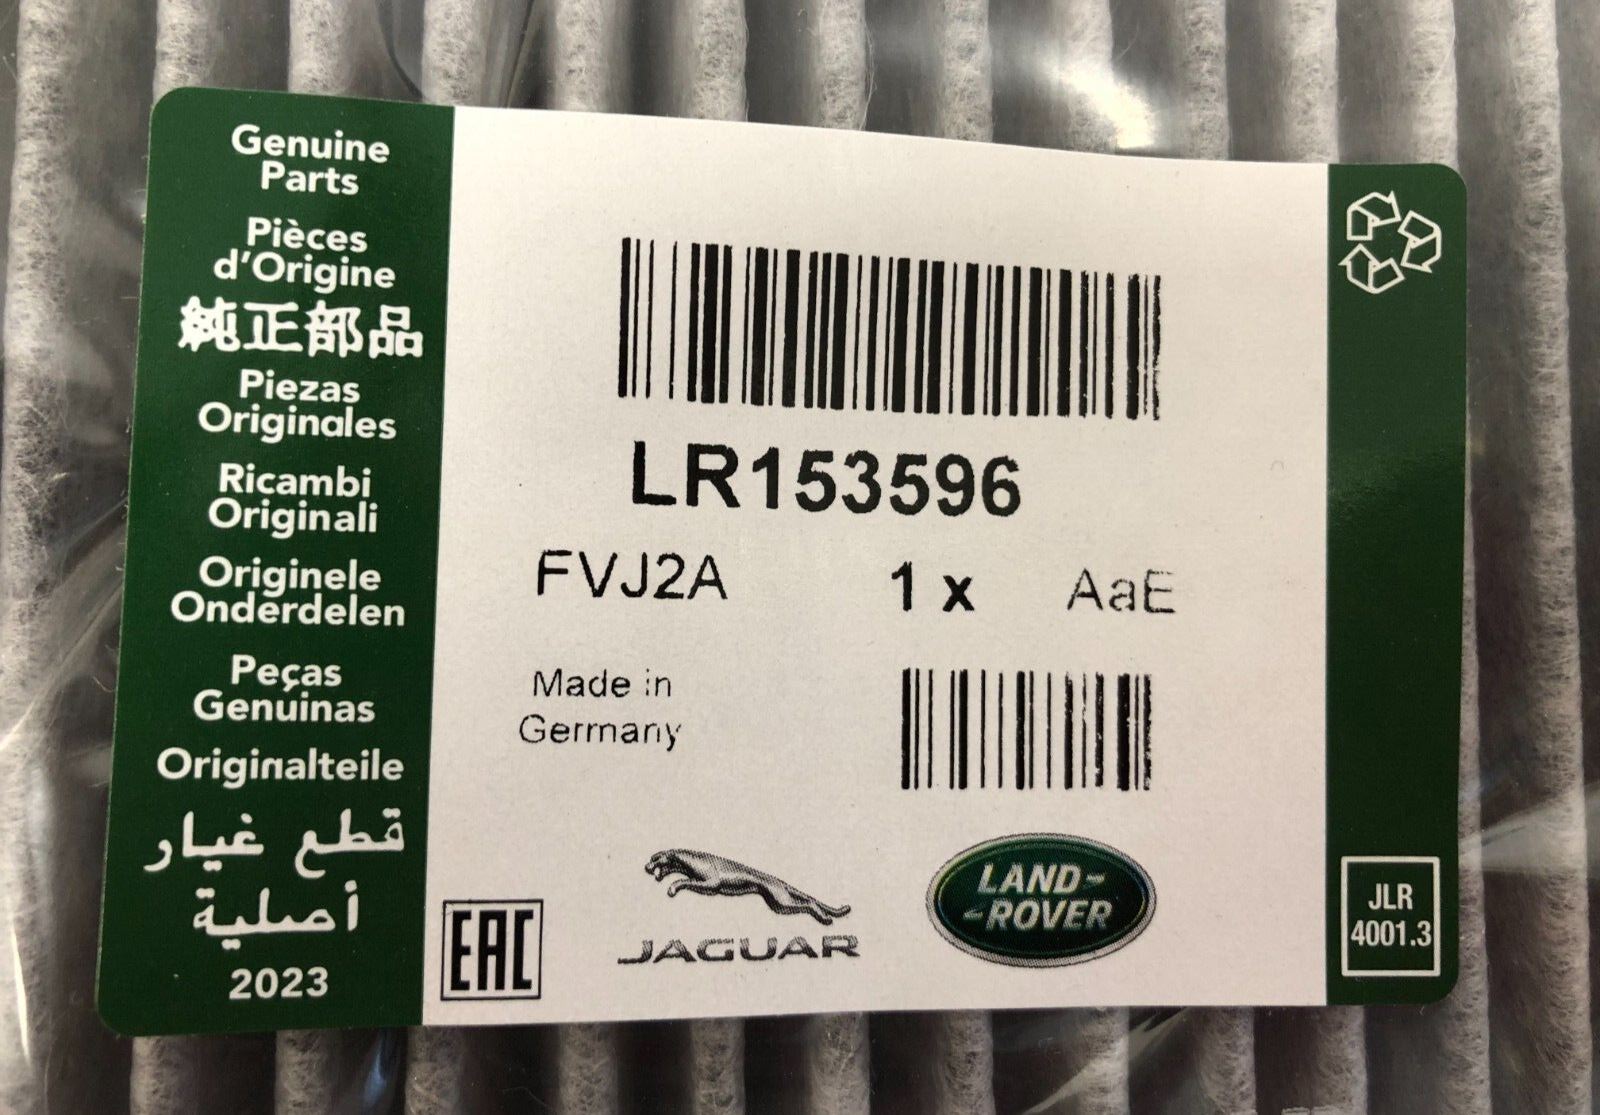 Genuine
Parts
Pièces
d'Origine
純正部品
Piezas
Originales
Ricambi
Originali
Originele
Onderdelen
Peças
Genuinas
Originalteile
قطع غيار
أصلية
2023
LR153596
FVJ2A 1 x AaE
Made in
Germany
EAC
JAGUAR
LAND-
-ROVER
JLR
4001.3